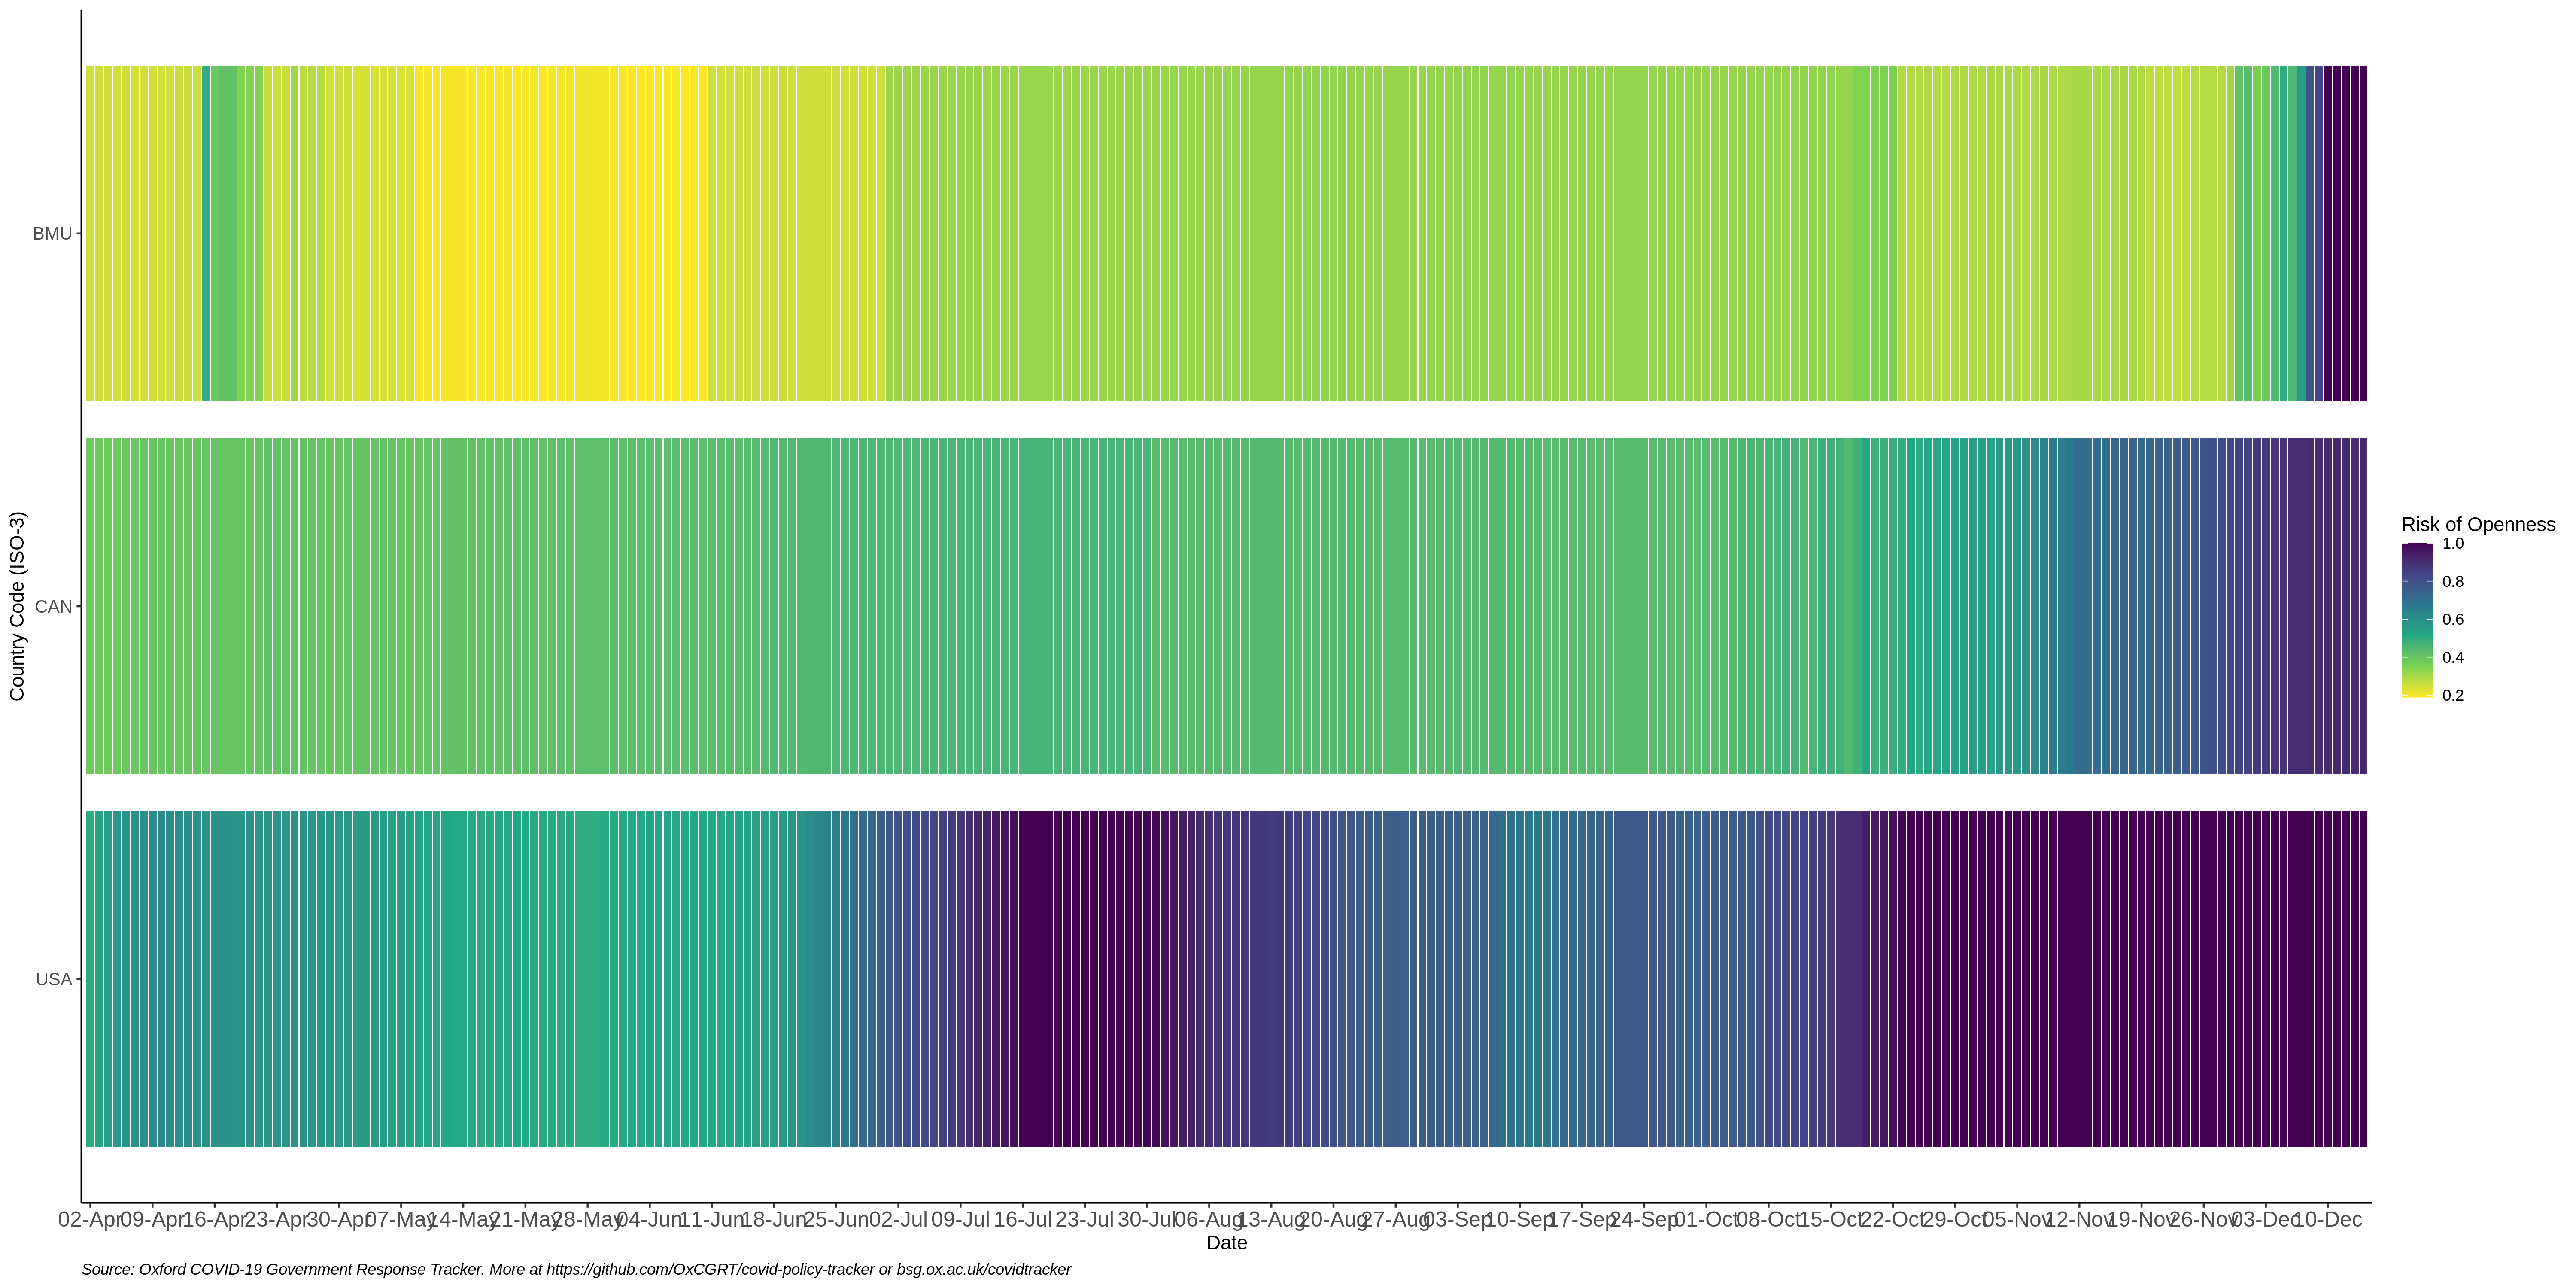 BMU
CAN
USA
Country Code (ISO-3)
Risk of Openness
1.0
0.8
0.6
0.4
0.2
02-Apr 09-Apr 16-Apr 23-Apr 30-Apr 07-May 14-May 21-May 28-May 04-Jun 11-Jun 18-Jun 25-Jun 02-Jul 09-Jul 16-Jul 23-Jul 30-Jul 06-Aug 13-Aug 20-Aug 27-Aug 03-Sep 10-Sep 17-Sep 24-Sep 01-Oct 08-Oct 15-Oct 22-Oct 29-Oct 05-Nov 12-Nov 19-Nov 26-Nov 03-Dec 10-Dec
Date
Source: Oxford COVID-19 Government Response Tracker. More at https://github.com/OxCGRT/covid-policy-tracker or bsg.ox.ac.uk/covidtracker